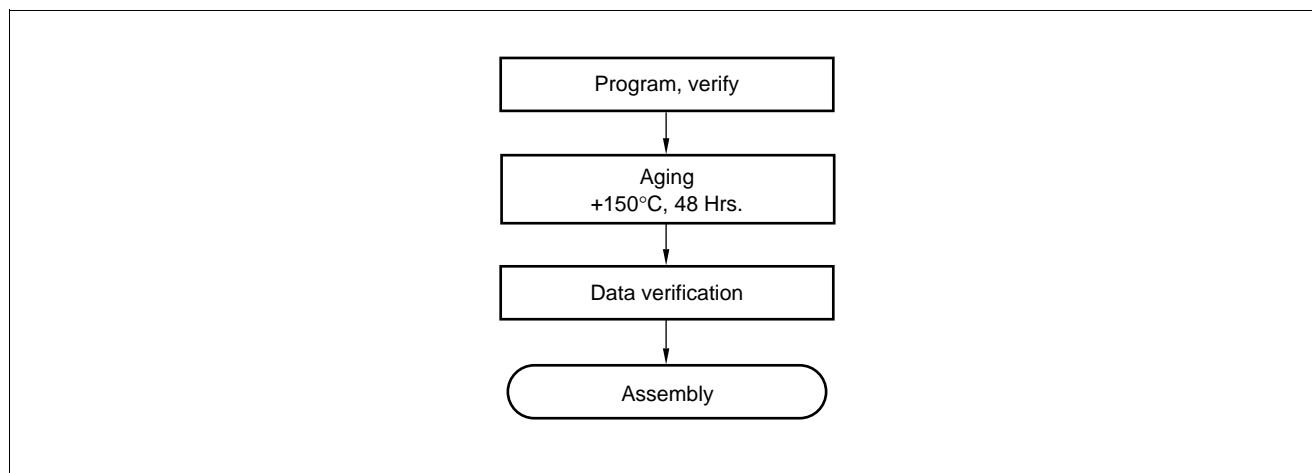 Program, verify
Aging
+150°C, 48 Hrs.
Data verification
Assembly